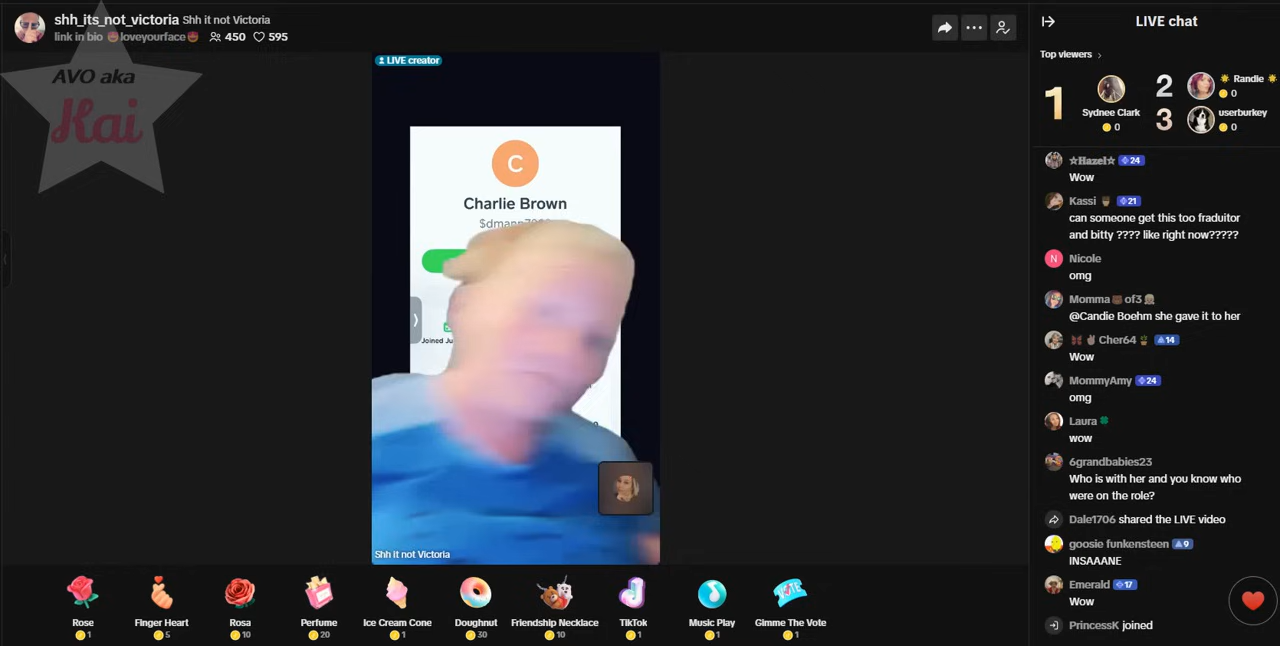 shh_its_not_victoria Shh it not Victoria
link in bio loveyourface 450 595
AVO aka
Kai
LIVE creator
C
Charlie Brown
Joined Ju
Shh It not Victoria
Rose
1
Finger Heart
5
Rosa
10
Perfume
20
Ice Cream Cone
1
Doughnut
30
Friendship Necklace
10
TikTok
1
Music Play
1
VOTE
Gimme The Vote
1
LIVE chat
Top viewers >
1
Sydnee Clark
0
2
Randie
0
3
userburkey
0
☆Hazel☆ 24
Wow
Kassi 21
can someone get this too fraduitor
and bitty ???? like right now?????
N
Nicole
omg
Momma of3
@Candie Boehm she gave it to her
Cher64 14
Wow
MommyAmy 24
omg
Laura
wow
6grandbabies23
Who is with her and you know who
were on the role?
Dale1706 shared the LIVE video
goosie funkensteen 9
INSAAANE
Emerald 17
Wow
PrincessK joined